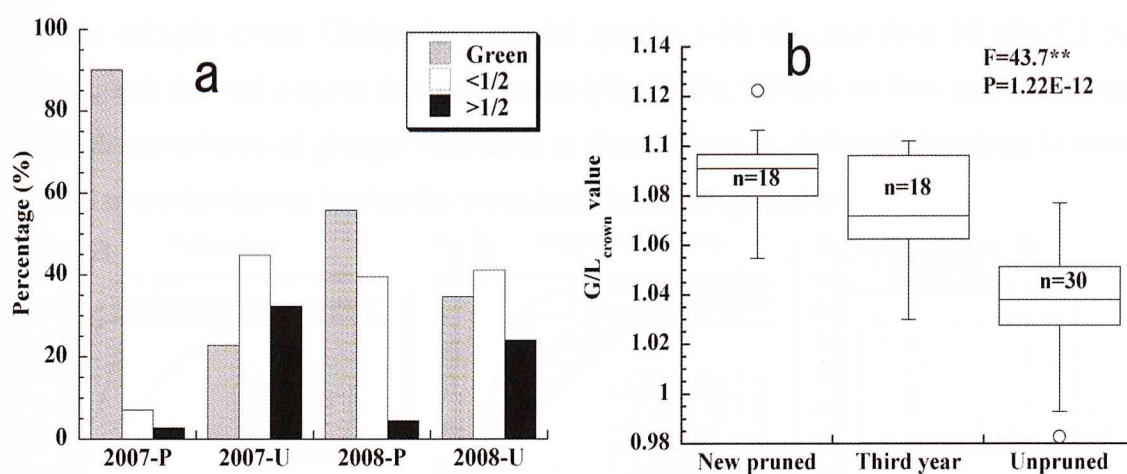 a
Percentage (%)
100
80
60
40
20
0
Green
<1/2
>1/2
2007-P 2007-U 2008-P 2008-U
b
F=43.7**
P=1.22E-12
G/L crown value
1.14
1.12
1.1
1.08
1.06
1.04
1.02
1
0.98
n=18
n=18
n=30
New pruned Third year Unpruned